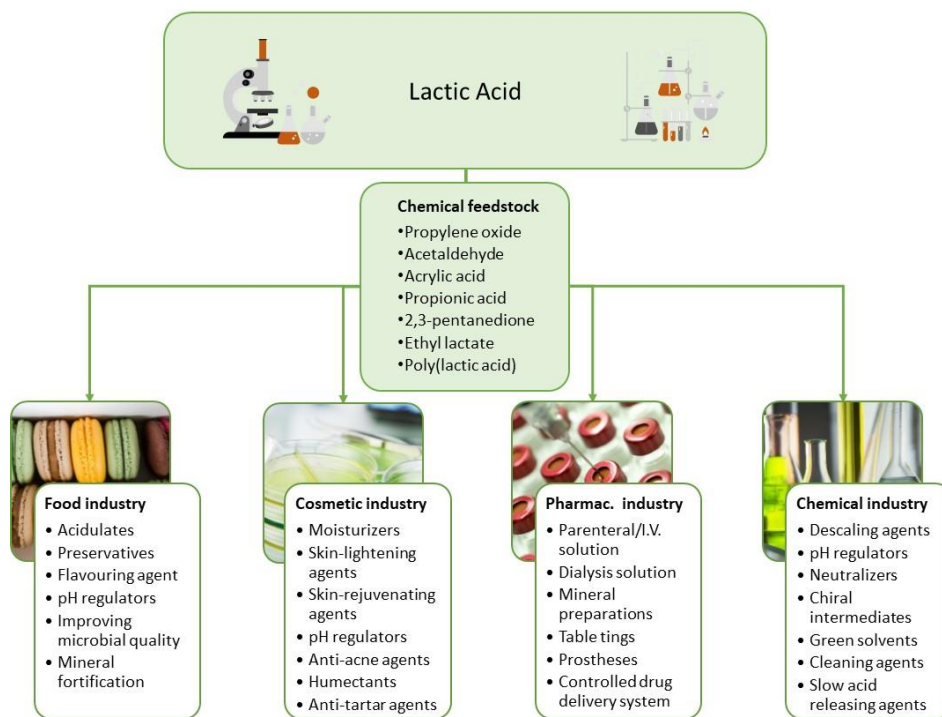 Lactic Acid
Chemical feedstock
•Propylene oxide
•Acetaldehyde
•Acrylic acid
•Propionic acid
•2,3-pentanedione
•Ethyl lactate
•Poly(lactic acid)
Food industry
• Acidulates
• Preservatives
• Flavouring agent
• pH regulators
• Improving
microbial quality
• Mineral
fortification
Cosmetic industry
• Moisturizers
• Skin-lightening
agents
• Skin-rejuvenating
agents
• pH regulators
• Anti-acne agents
• Humectants
• Anti-tartar agents
Pharmac. industry
• Parenteral/I.V.
solution
• Dialysis solution
• Mineral
preparations
• Table tings
• Prostheses
• Controlled drug
delivery system
Chemical industry
• Descaling agents
• pH regulators
• Neutralizers
• Chiral
intermediates
• Green solvents
• Cleaning agents
• Slow acid
releasing agents